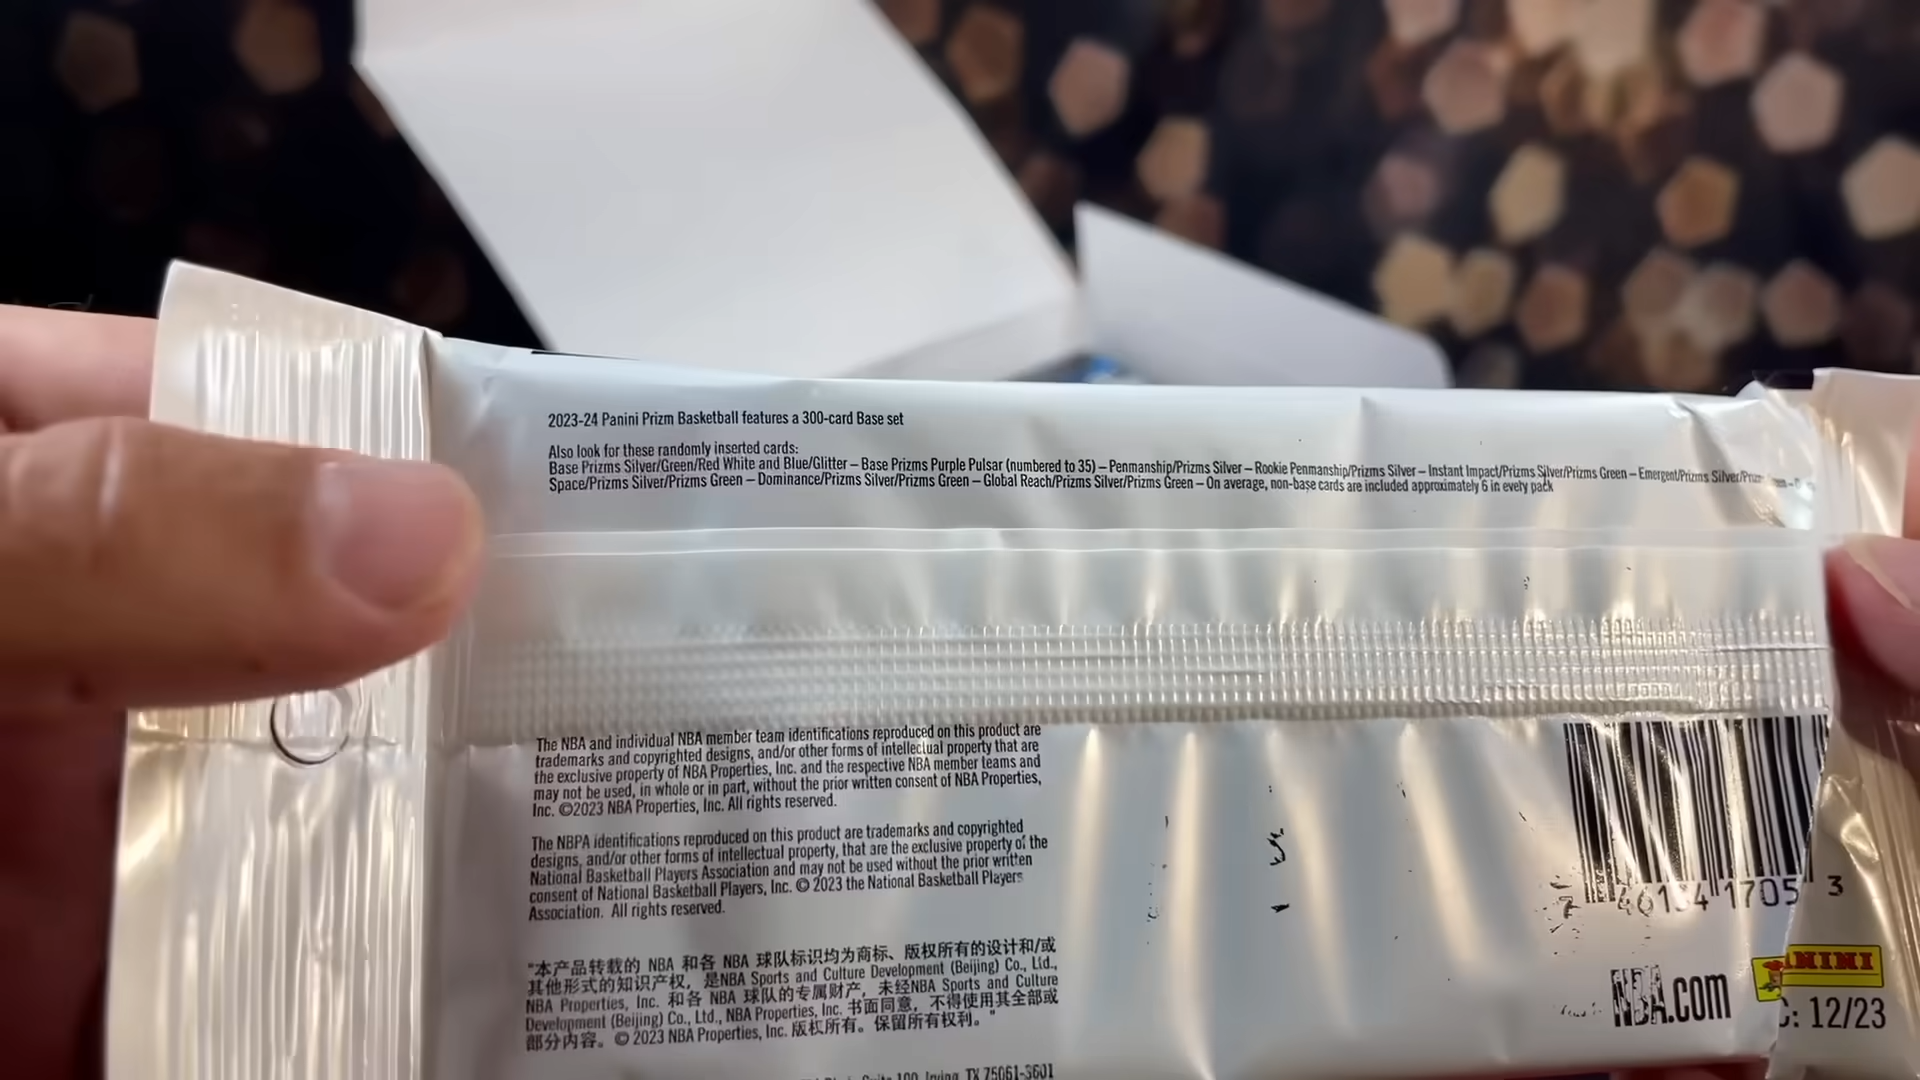 2023-24 Panini Prizm Basketball features a 300-card Base set
Also look for these randomly inserted cards:
Base Prizms Silver/Green/Red White and Blue/Glitter – Base Prizms Purple Pulsar (numbered to 35) – Penmanship/Prizms Silver – Rookie Penmanship/Prizms Silver – Instant Impact/Prizms Silver/Prizms Green – Emergent/Prizms Silver/
Space/Prizms Silver/Prizms Green – Dominance/Prizms Silver/Prizms Green – Global Reach/Prizms Silver/Prizms Green – On average, non-base cards are included approximately 6 in every pack
The NBA and individual NBA member team identifications reproduced on this product are
trademarks and copyrighted designs, and/or other forms of intellectual property that are
the exclusive property of NBA Properties, Inc. and the respective NBA member teams and
may not be used, in whole or in part, without the prior written consent of NBA Properties,
Inc. ©2023 NBA Properties, Inc. All rights reserved.
The NBPA identifications reproduced on this product are trademarks and copyrighted
designs, and/or other forms of intellectual property, that are the exclusive property of the
National Basketball Players Association and may not be used without the prior written
consent of National Basketball Players, Inc. © 2023 the National Basketball Players
Association. All rights reserved.
"本产品转载的 NBA 和各 NBA 球队标识均为商标、版权所有的设计和/或
其他形式的知识产权，是NBA Sports and Culture Development (Beijing) Co., Ltd.,
NBA Properties, Inc. 和各 NBA 球队的专属财产，未经NBA Sports and Culture
Development (Beijing) Co., Ltd., NBA Properties, Inc. 书面同意，不得使用其全部或
部分内容。© 2023 NBA Properties, Inc. 版权所有。保留所有权利。"
Suite 100, Irving, TX 75061-3601
1705 3
NBA.com
PANINI
C: 12/23